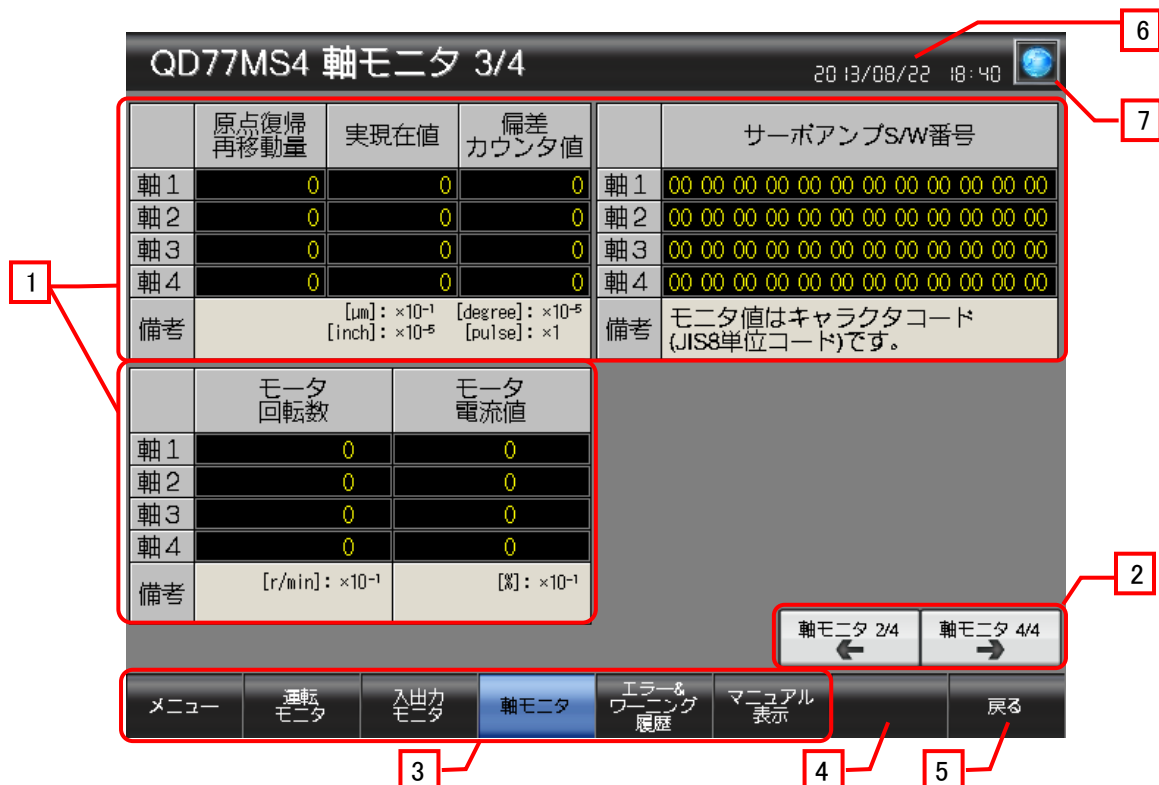 6
QD77MS4 軸モニタ 3/4
2013/08/22 18:40
7
原点復帰
再移動量
実現在値
偏差
カウンタ値
軸1 0 0 0
軸2 0 0 0
軸3 0 0 0
軸4 0 0 0
備考
[μm]: ×10⁻¹ [degree]: ×10⁻⁵
[inch]: ×10⁻⁵ [pulse]: ×1
サーボアンプS/W番号
軸1 00 00 00 00 00 00 00 00 00 00 00 00
軸2 00 00 00 00 00 00 00 00 00 00 00 00
軸3 00 00 00 00 00 00 00 00 00 00 00 00
軸4 00 00 00 00 00 00 00 00 00 00 00 00
備考
モニタ値はキャラクタコード
(JIS8単位コード)です。
1
モータ
回転数
モータ
電流値
軸1 0 0
軸2 0 0
軸3 0 0
軸4 0 0
備考 [r/min]: ×10⁻¹ [%]: ×10⁻¹
2
軸モニタ 2/4
軸モニタ 4/4
メニュー
運転
モニタ
入出力
モニタ
軸モニタ
エラー&
ワーニング
履歴
マニュアル
表示
戻る
3
4
5